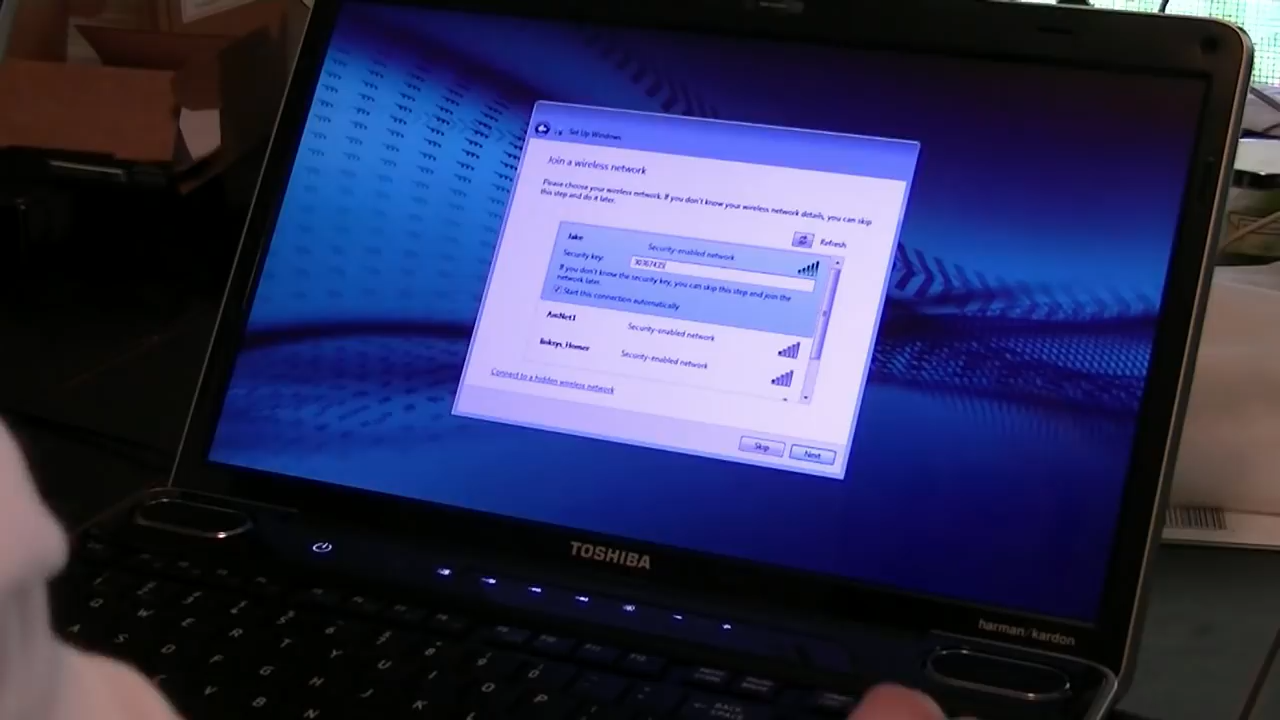 Set Up Windows
Join a wireless network
Please choose your wireless network. If you don't know your wireless network details, you can skip
this step and do it later.
Refresh
Jake
Security-enabled network
Security key:
If you don't know the security key, you can skip this step and join the
network later.
Start this connection automatically
AmNet1
Security-enabled network
linksys_Homer
Security-enabled network
Connect to a hidden wireless network
Skip
Next
TOSHIBA
harman/kardon
Q W E R T Y U I O P
A S D F G H J K L
V B N
BACK
SPACE